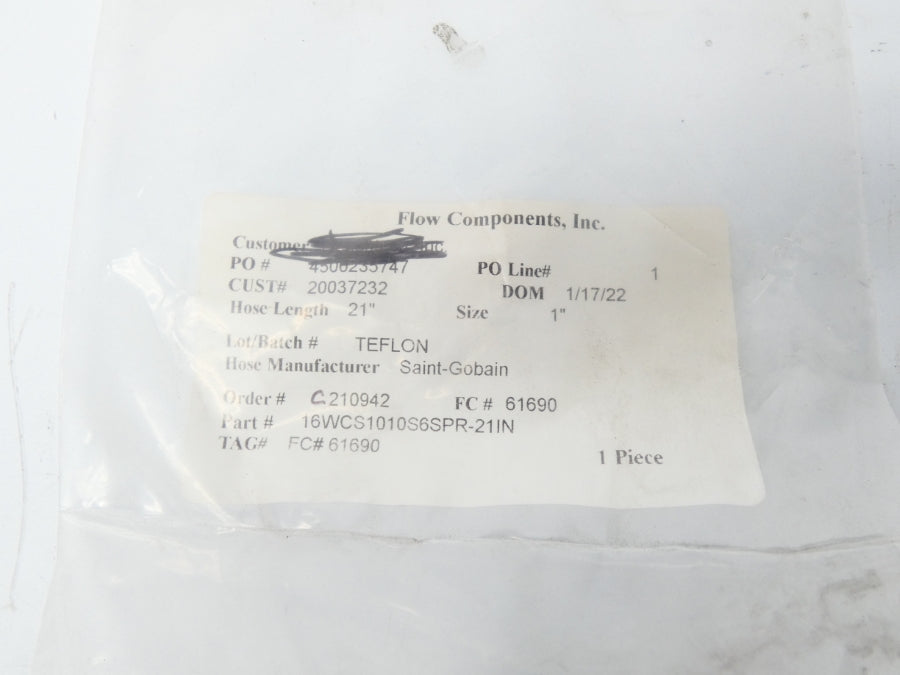 Flow Components, Inc.
Customer
PO # 4500235747 PO Line# 1
CUST# 20037232 DOM 1/17/22
Hose Length 21" Size 1"
Lot/Batch # TEFLON
Hose Manufacturer Saint-Gobain
Order # C210942 FC # 61690
Part # 16WCS1010S6SPR-21IN
TAG# FC# 61690
1 Piece